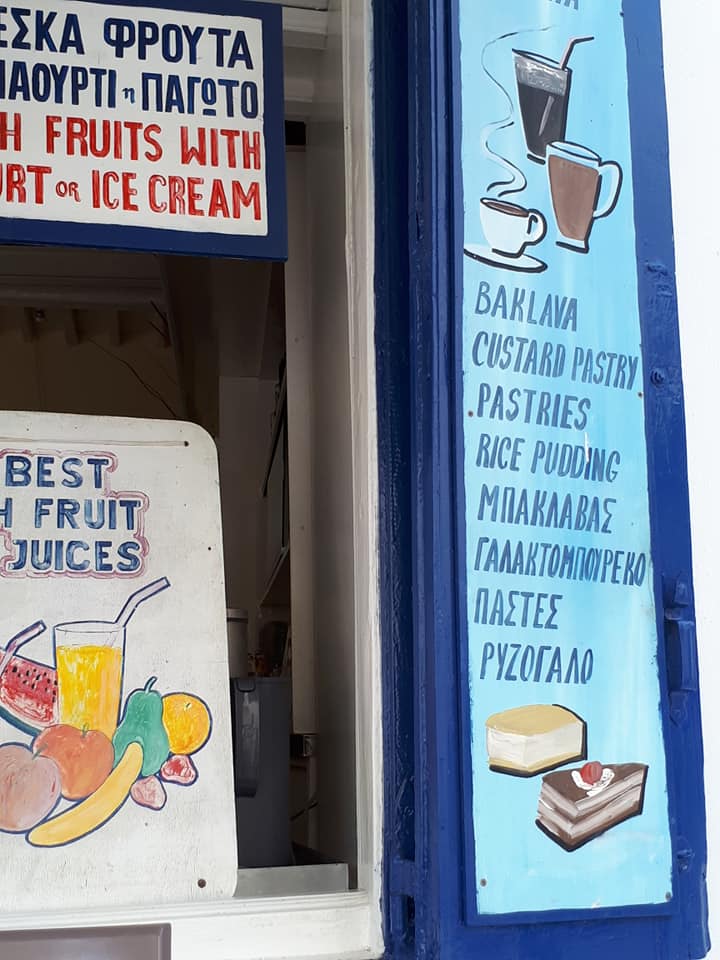 ΕΣΚΑ ΦΡΟΥΤΑ
ΙΑΟΥΡΤΙ η ΠΑΓΩΤΟ
H FRUITS WITH
URT OR ICE CREAM
BEST
H FRUIT
JUICES
BAKLAVA
CUSTARD PASTRY
PASTRIES
RICE PUDDING
ΜΠΑΚΛΑΒΑΣ
ΓΑΛΑΚΤΟΜΠΟΥΡΕΚΟ
ΠΑΣΤΕΣ
ΡΥΖΟΓΑΛΟ